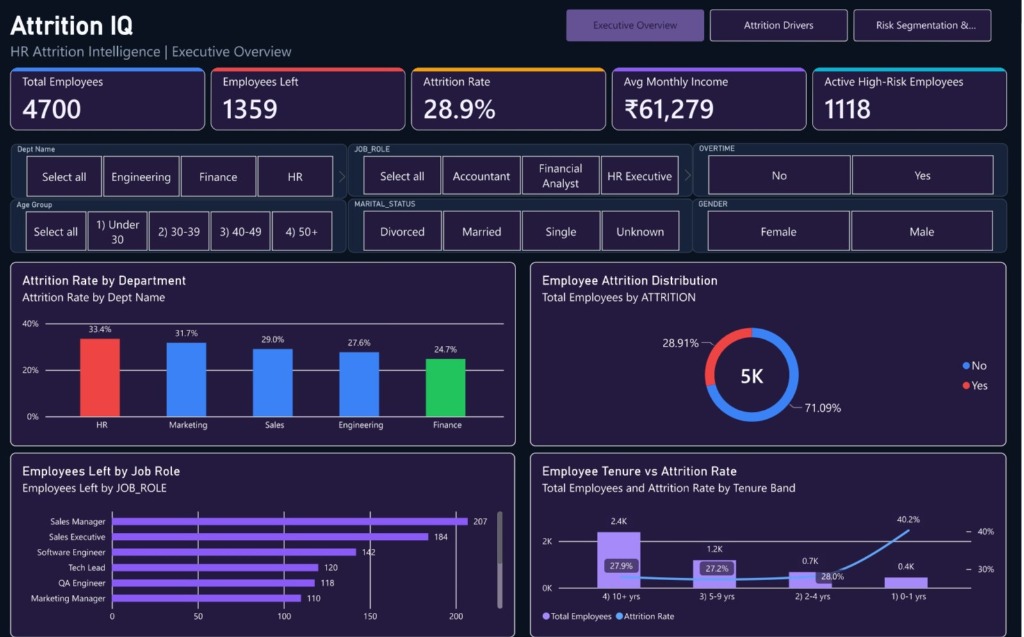 Attrition IQ
HR Attrition Intelligence | Executive Overview
Executive Overview
Attrition Drivers
Risk Segmentation &...
Total Employees
4700
Employees Left
1359
Attrition Rate
28.9%
Avg Monthly Income
₹61,279
Active High-Risk Employees
1118
Dept Name
Select all
Engineering
Finance
HR
JOB_ROLE
Select all
Accountant
Financial
Analyst
HR Executive
OVERTIME
No
Yes
Age Group
Select all
1) Under
30
2) 30-39
3) 40-49
4) 50+
MARITAL_STATUS
Divorced
Married
Single
Unknown
GENDER
Female
Male
Attrition Rate by Department
Attrition Rate by Dept Name
40%
20%
0%
33.4%
31.7%
29.0%
27.6%
24.7%
HR
Marketing
Sales
Engineering
Finance
Employee Attrition Distribution
Total Employees by ATTRITION
28.91%
5K
71.09%
No
Yes
Employees Left by Job Role
Employees Left by JOB_ROLE
Sales Manager
207
Sales Executive
184
Software Engineer
142
Tech Lead
120
QA Engineer
118
Marketing Manager
110
0
50
100
150
200
Employee Tenure vs Attrition Rate
Total Employees and Attrition Rate by Tenure Band
2K
0K
2.4K
27.9%
1.2K
27.2%
0.7K
28.0%
40.2%
0.4K
40%
30%
4) 10+ yrs
3) 5-9 yrs
2) 2-4 yrs
1) 0-1 yrs
Total Employees
Attrition Rate